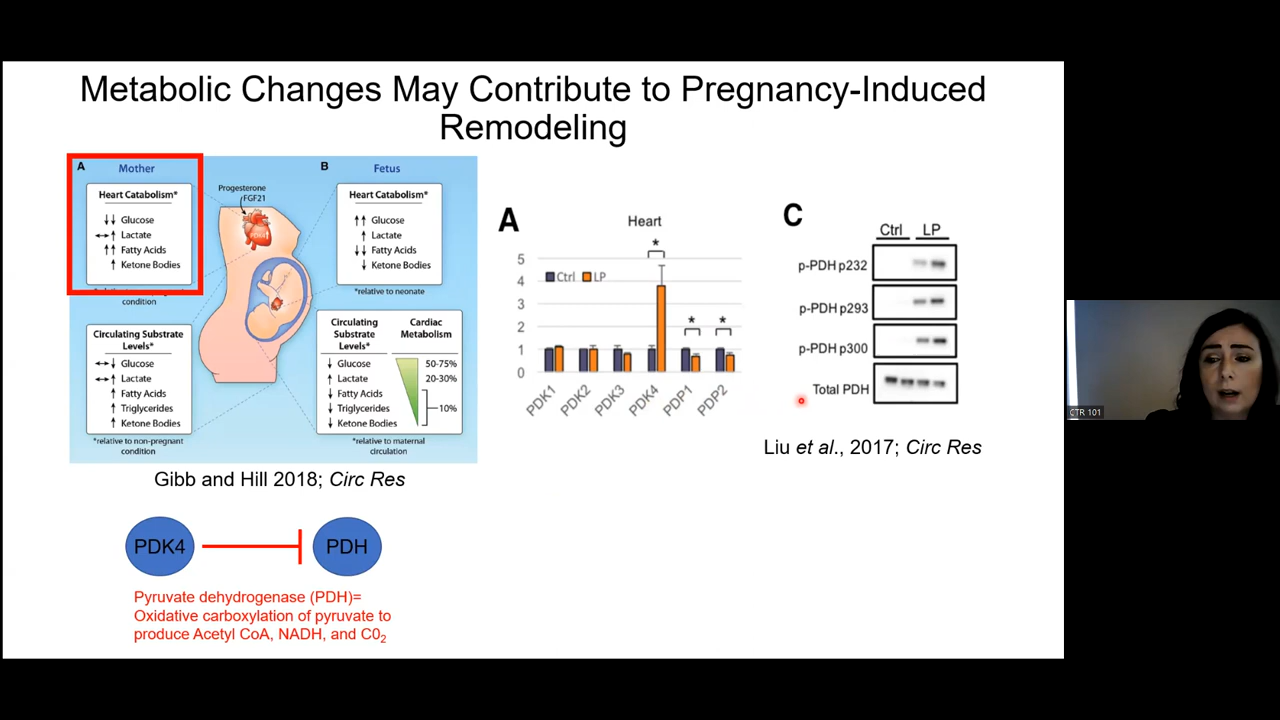 Metabolic Changes May Contribute to Pregnancy-Induced
Remodeling
A
Mother
Heart Catabolism*
↓↓ Glucose
↔↑ Lactate
↑↑ Fatty Acids
↑ Ketone Bodies
condition
Circulating Substrate
Levels*
↔↓ Glucose
↔↑ Lactate
↑ Fatty Acids
↑ Triglycerides
↑ Ketone Bodies
*relative to non-pregnant
condition
Progesterone
FGF21
B
Fetus
Heart Catabolism*
↑↑ Glucose
↑ Lactate
↓↓ Fatty Acids
↓ Ketone Bodies
*relative to neonate
Circulating
Substrate
Levels*
↓ Glucose
↑ Lactate
↓ Fatty Acids
↓ Triglycerides
↓ Ketone Bodies
Cardiac
Metabolism
50-75%
20-30%
~10%
*relative to maternal
circulation
Gibb and Hill 2018; Circ Res
A
Heart
Ctrl LP
5
4
3
2
1
0
*
*
*
PDK1
PDK2
PDK3
PDK4
PDP1
PDP2
C
Ctrl LP
p-PDH p232
p-PDH p293
p-PDH p300
Total PDH
Liu et al., 2017; Circ Res
PDK4
PDH
Pyruvate dehydrogenase (PDH)=
Oxidative carboxylation of pyruvate to
produce Acetyl CoA, NADH, and C0₂
CTR 101